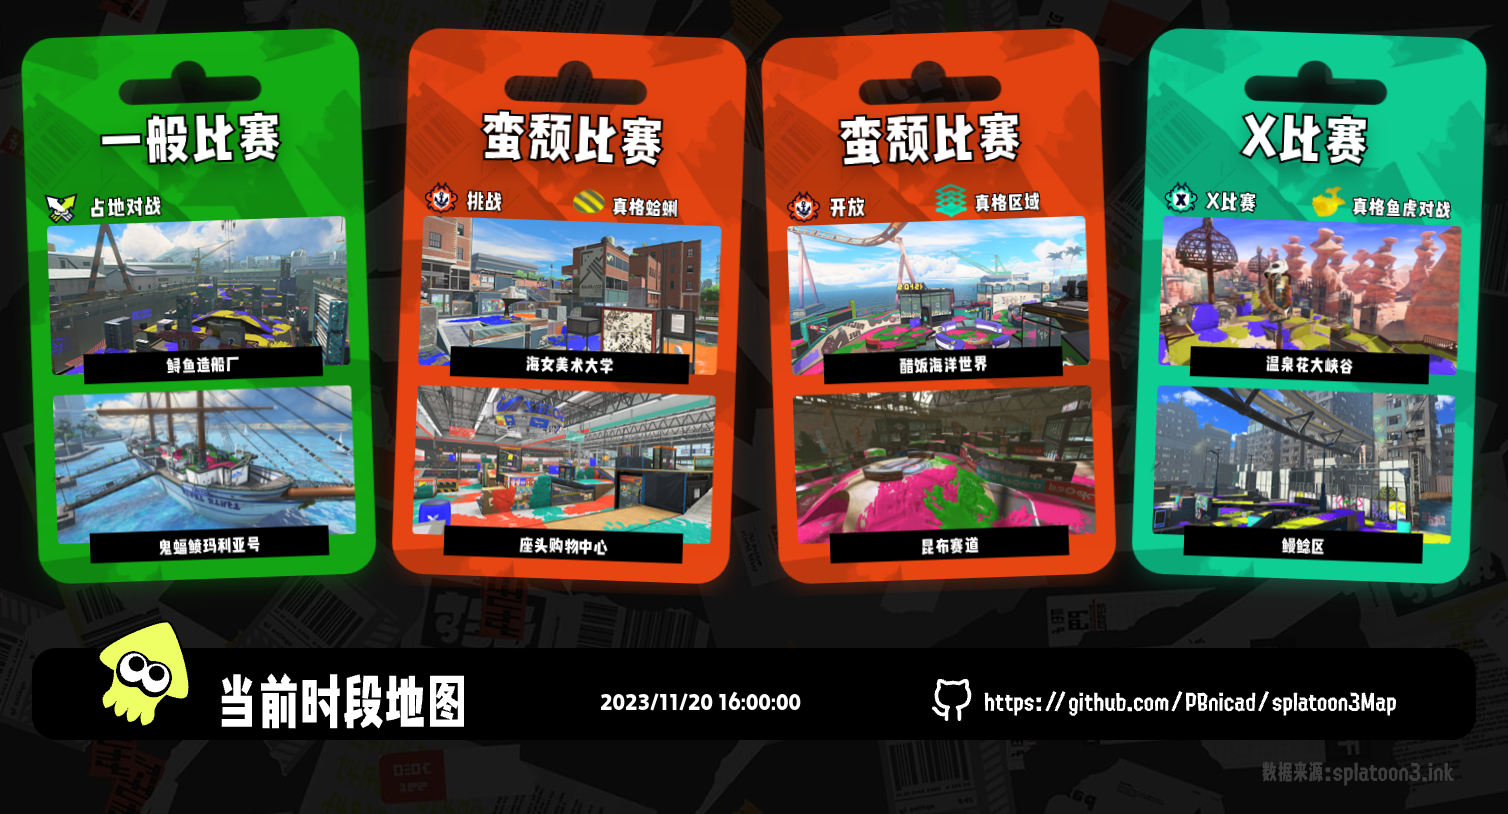 一般比赛
占地对战
鲟鱼造船厂
鬼蝠鲼玛利亚号
蛮颓比赛
挑战
真格蛤蜊
海女美术大学
座头购物中心
蛮颓比赛
开放
真格区域
醋饭海洋世界
昆布赛道
X比赛
X比赛
真格鱼虎对战
温泉花大峡谷
鳗鲶区
当前时段地图
2023/11/20 16:00:00
https://github.com/PBnicad/splatoon3Map
数据来源:splatoon3.ink